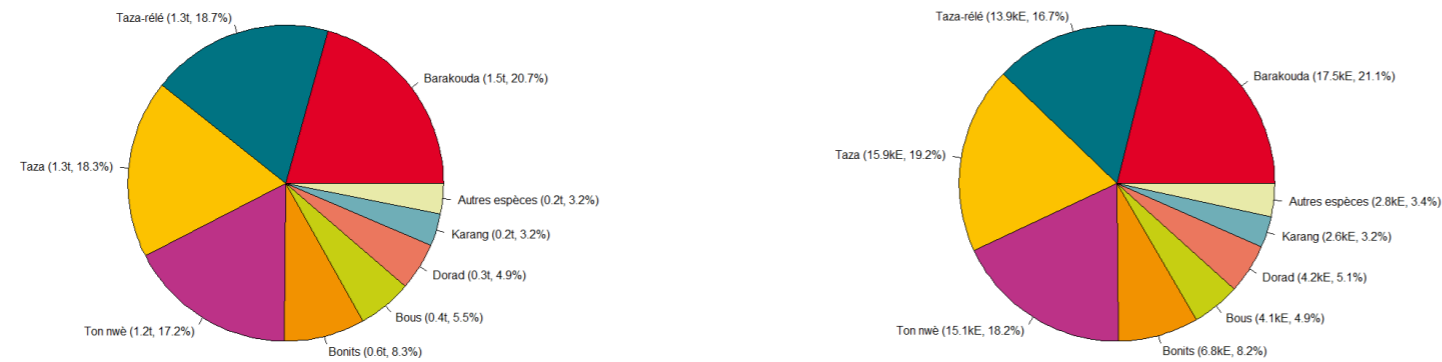 Taza-rélé (1.3t, 18.7%)
Barakouda (1.5t, 20.7%)
Taza (1.3t, 18.3%)
Autres espèces (0.2t, 3.2%)
Karang (0.2t, 3.2%)
Dorad (0.3t, 4.9%)
Bous (0.4t, 5.5%)
Ton nwè (1.2t, 17.2%)
Bonits (0.6t, 8.3%)
Taza-rélé (13.9kE, 16.7%)
Barakouda (17.5kE, 21.1%)
Taza (15.9kE, 19.2%)
Autres espèces (2.8kE, 3.4%)
Karang (2.6kE, 3.2%)
Dorad (4.2kE, 5.1%)
Bous (4.1kE, 4.9%)
Ton nwè (15.1kE, 18.2%)
Bonits (6.8kE, 8.2%)